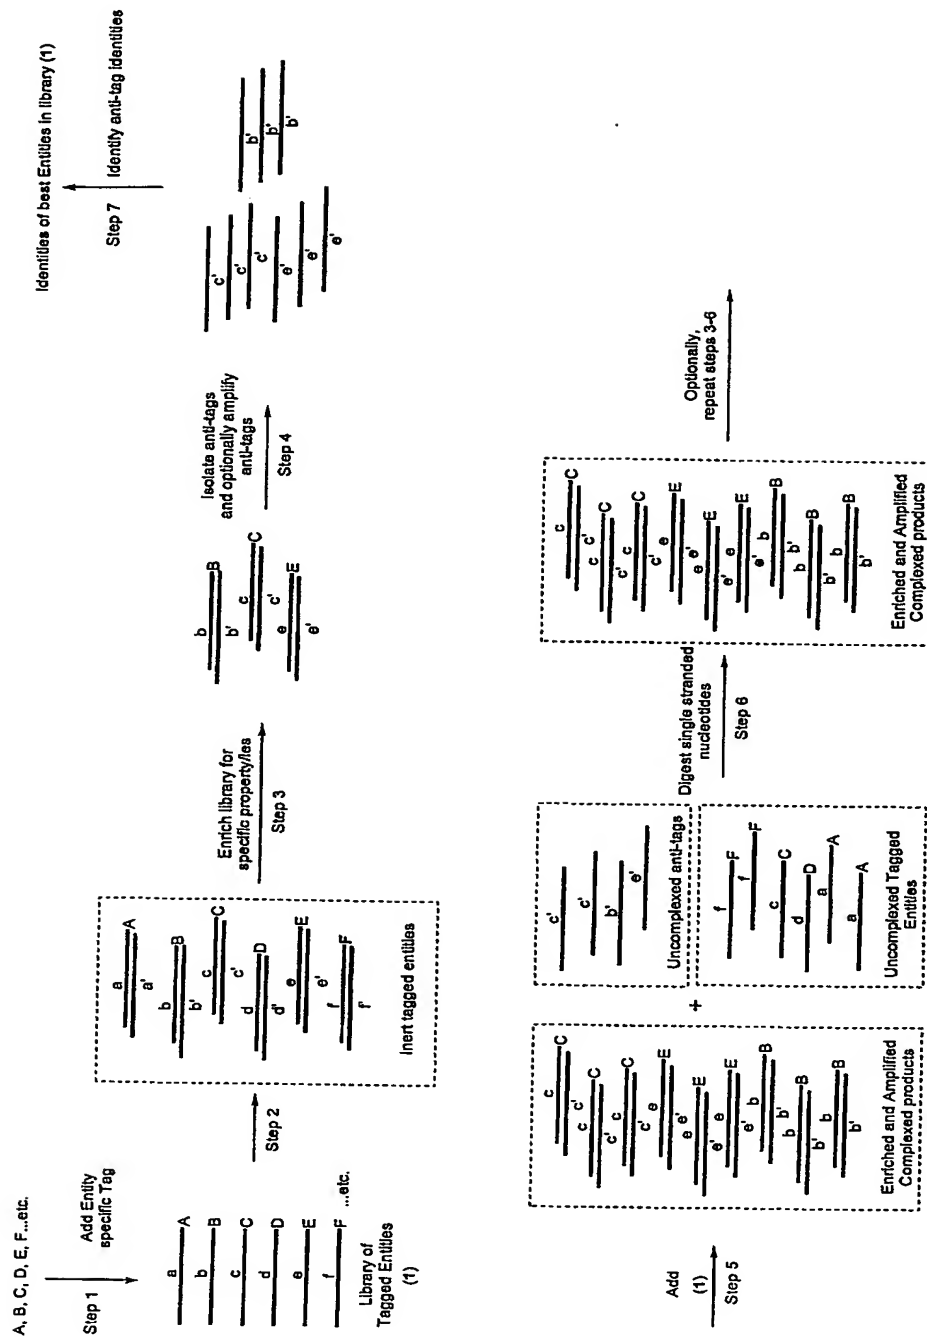 A, B, C, D, E, F...etc.
Step 1
Add Entity
specific Tag
a A
b B
c C
d D
e E
f F
...etc.
Library of
Tagged Entities
(1)
Step 2
a A
a'
b B
b'
c C
c'
d D
d'
e E
e'
f F
f'
Inert tagged entities
Enrich library for
specific property/ies
Step 3
b B
b'
c C
c'
e E
e'
Isolate anti-tags
and optionally amplify
anti-tags
Step 4
c'
c'
c'
e'
e'
e'
b'
b'
b'
Step 7
Identify anti-tag identities
Identities of best Entities in library (1)
Add
(1)
Step 5
c C
c'
c C
c'
c C
c'
e E
e'
e E
e'
e E
e'
b B
b'
b B
b'
b B
b'
Enriched and Amplified
Complexed products
+
c'
c'
b'
e'
Uncomplexed anti-tags
f F
f F
c C
d D
a A
a A
Uncomplexed Tagged
Entities
Digest single stranded
nucleotides
Step 6
c C
c'
c C
c'
c C
c'
e E
e'
e E
e'
e E
e'
b B
b'
b B
b'
b B
b'
Enriched and Amplified
Complexed products
Optionally,
repeat steps 3-6